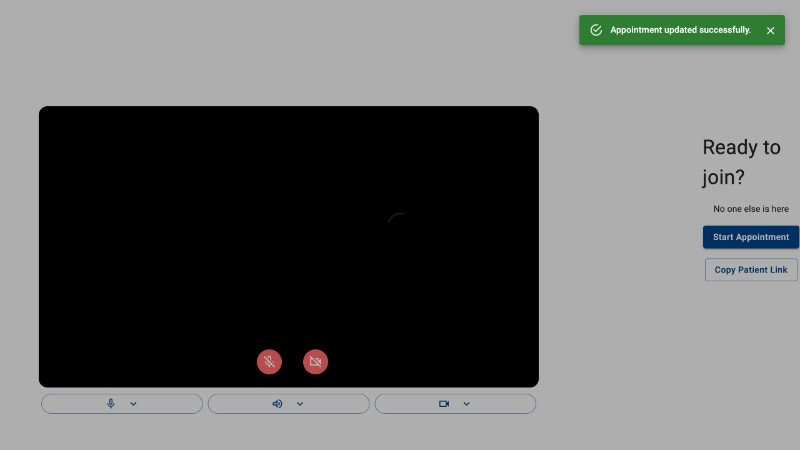 Appointment updated successfully.
Ready to
join?
No one else is here
Start Appointment
Copy Patient Link